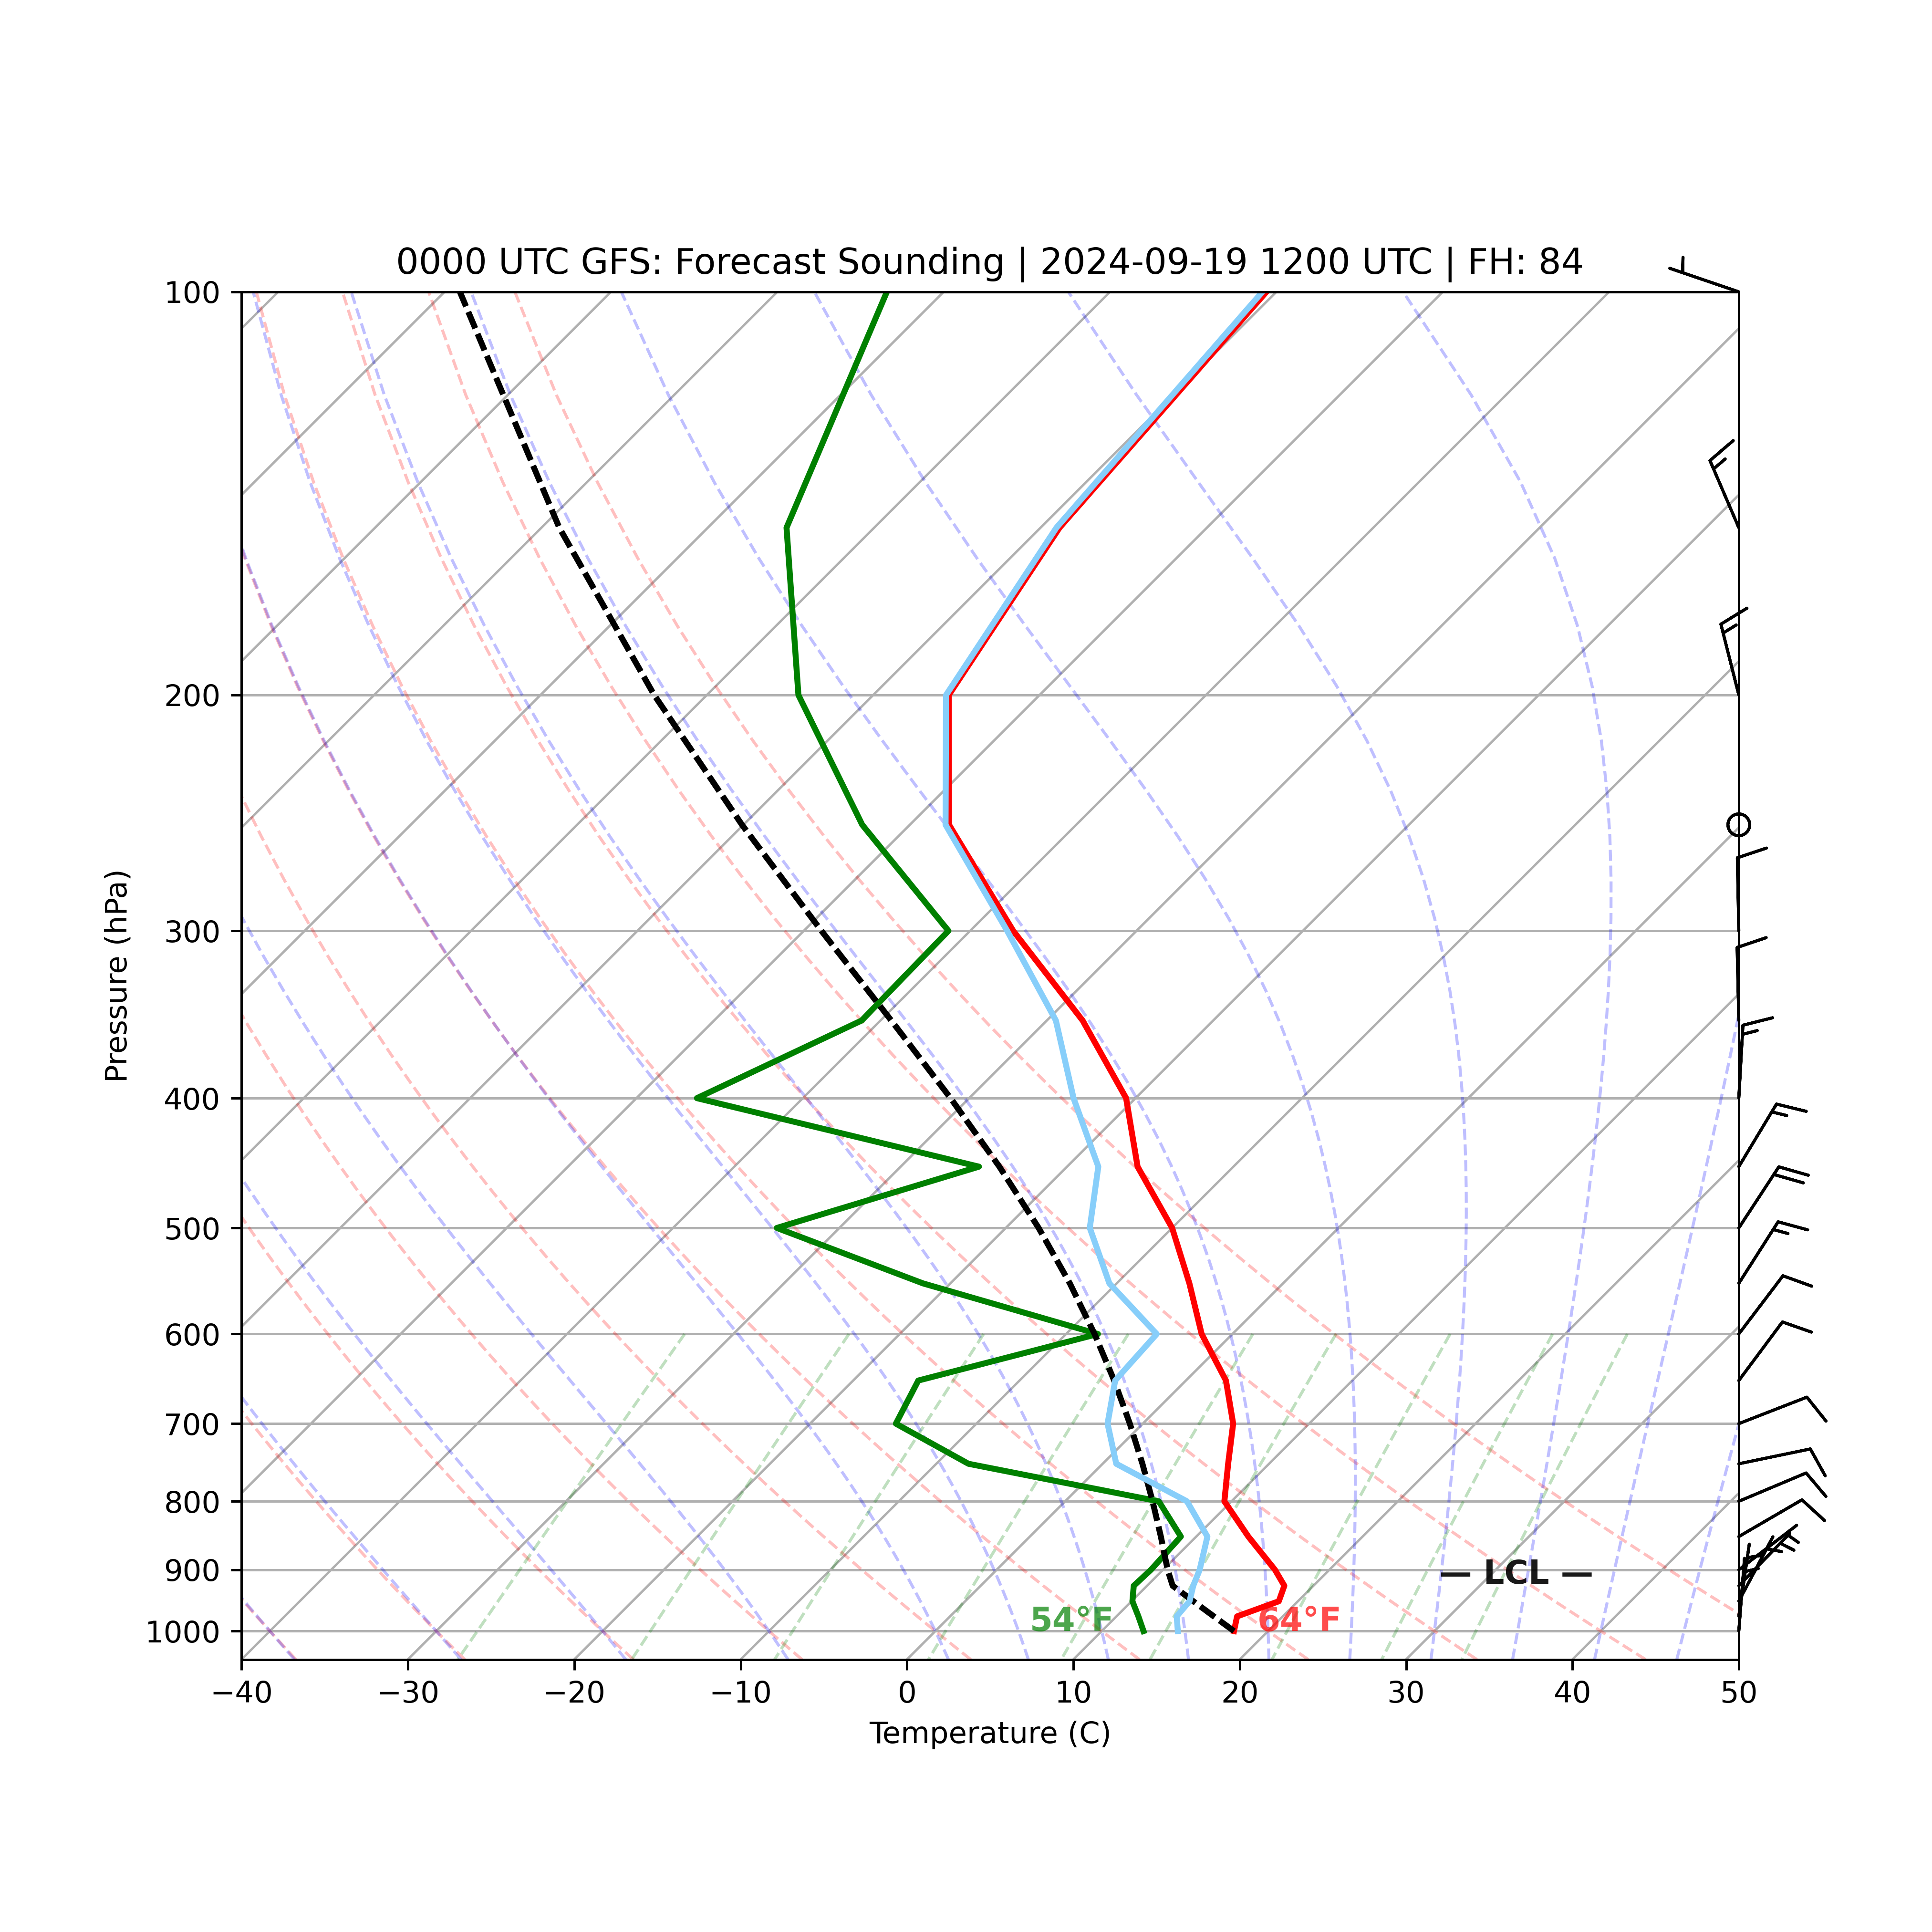 0000 UTC GFS: Forecast Sounding | 2024-09-19 1200 UTC | FH: 84
100
200
300
400
500
600
700
800
900
1000
Pressure (hPa)
— LCL —
54°F
64°F
−40 −30 −20 −10 0 10 20 30 40 50
Temperature (C)